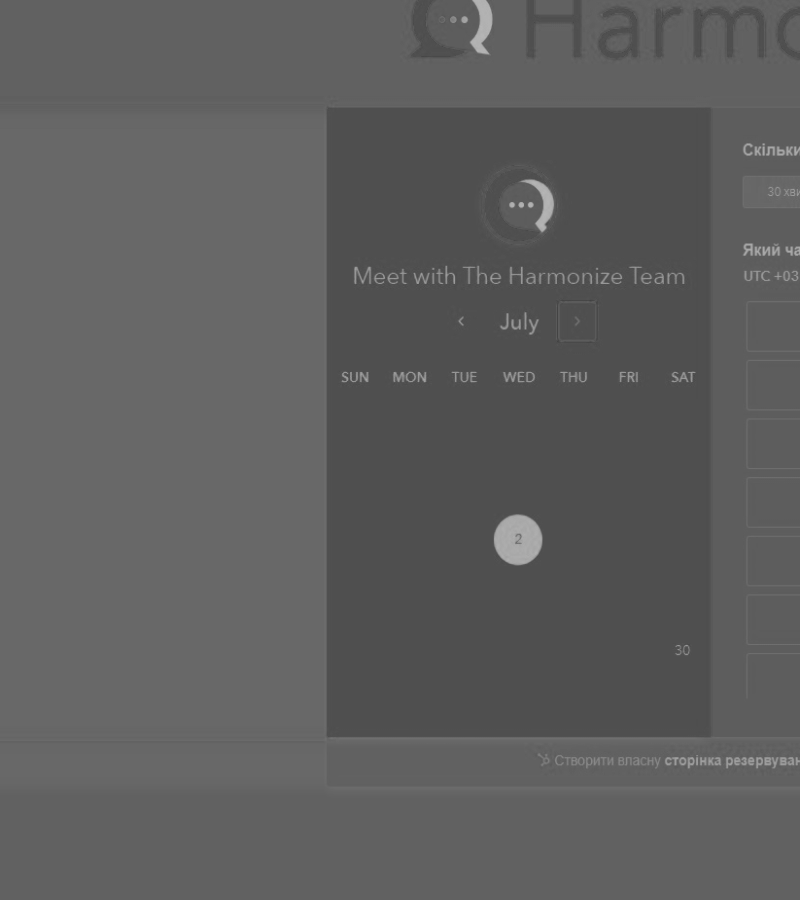 Harmo
Скільки
30 хви
Meet with The Harmonize Team
Який ча
UTC +03
July
SUN MON TUE WED THU FRI SAT
2
30
Створити власну сторінка резервуван